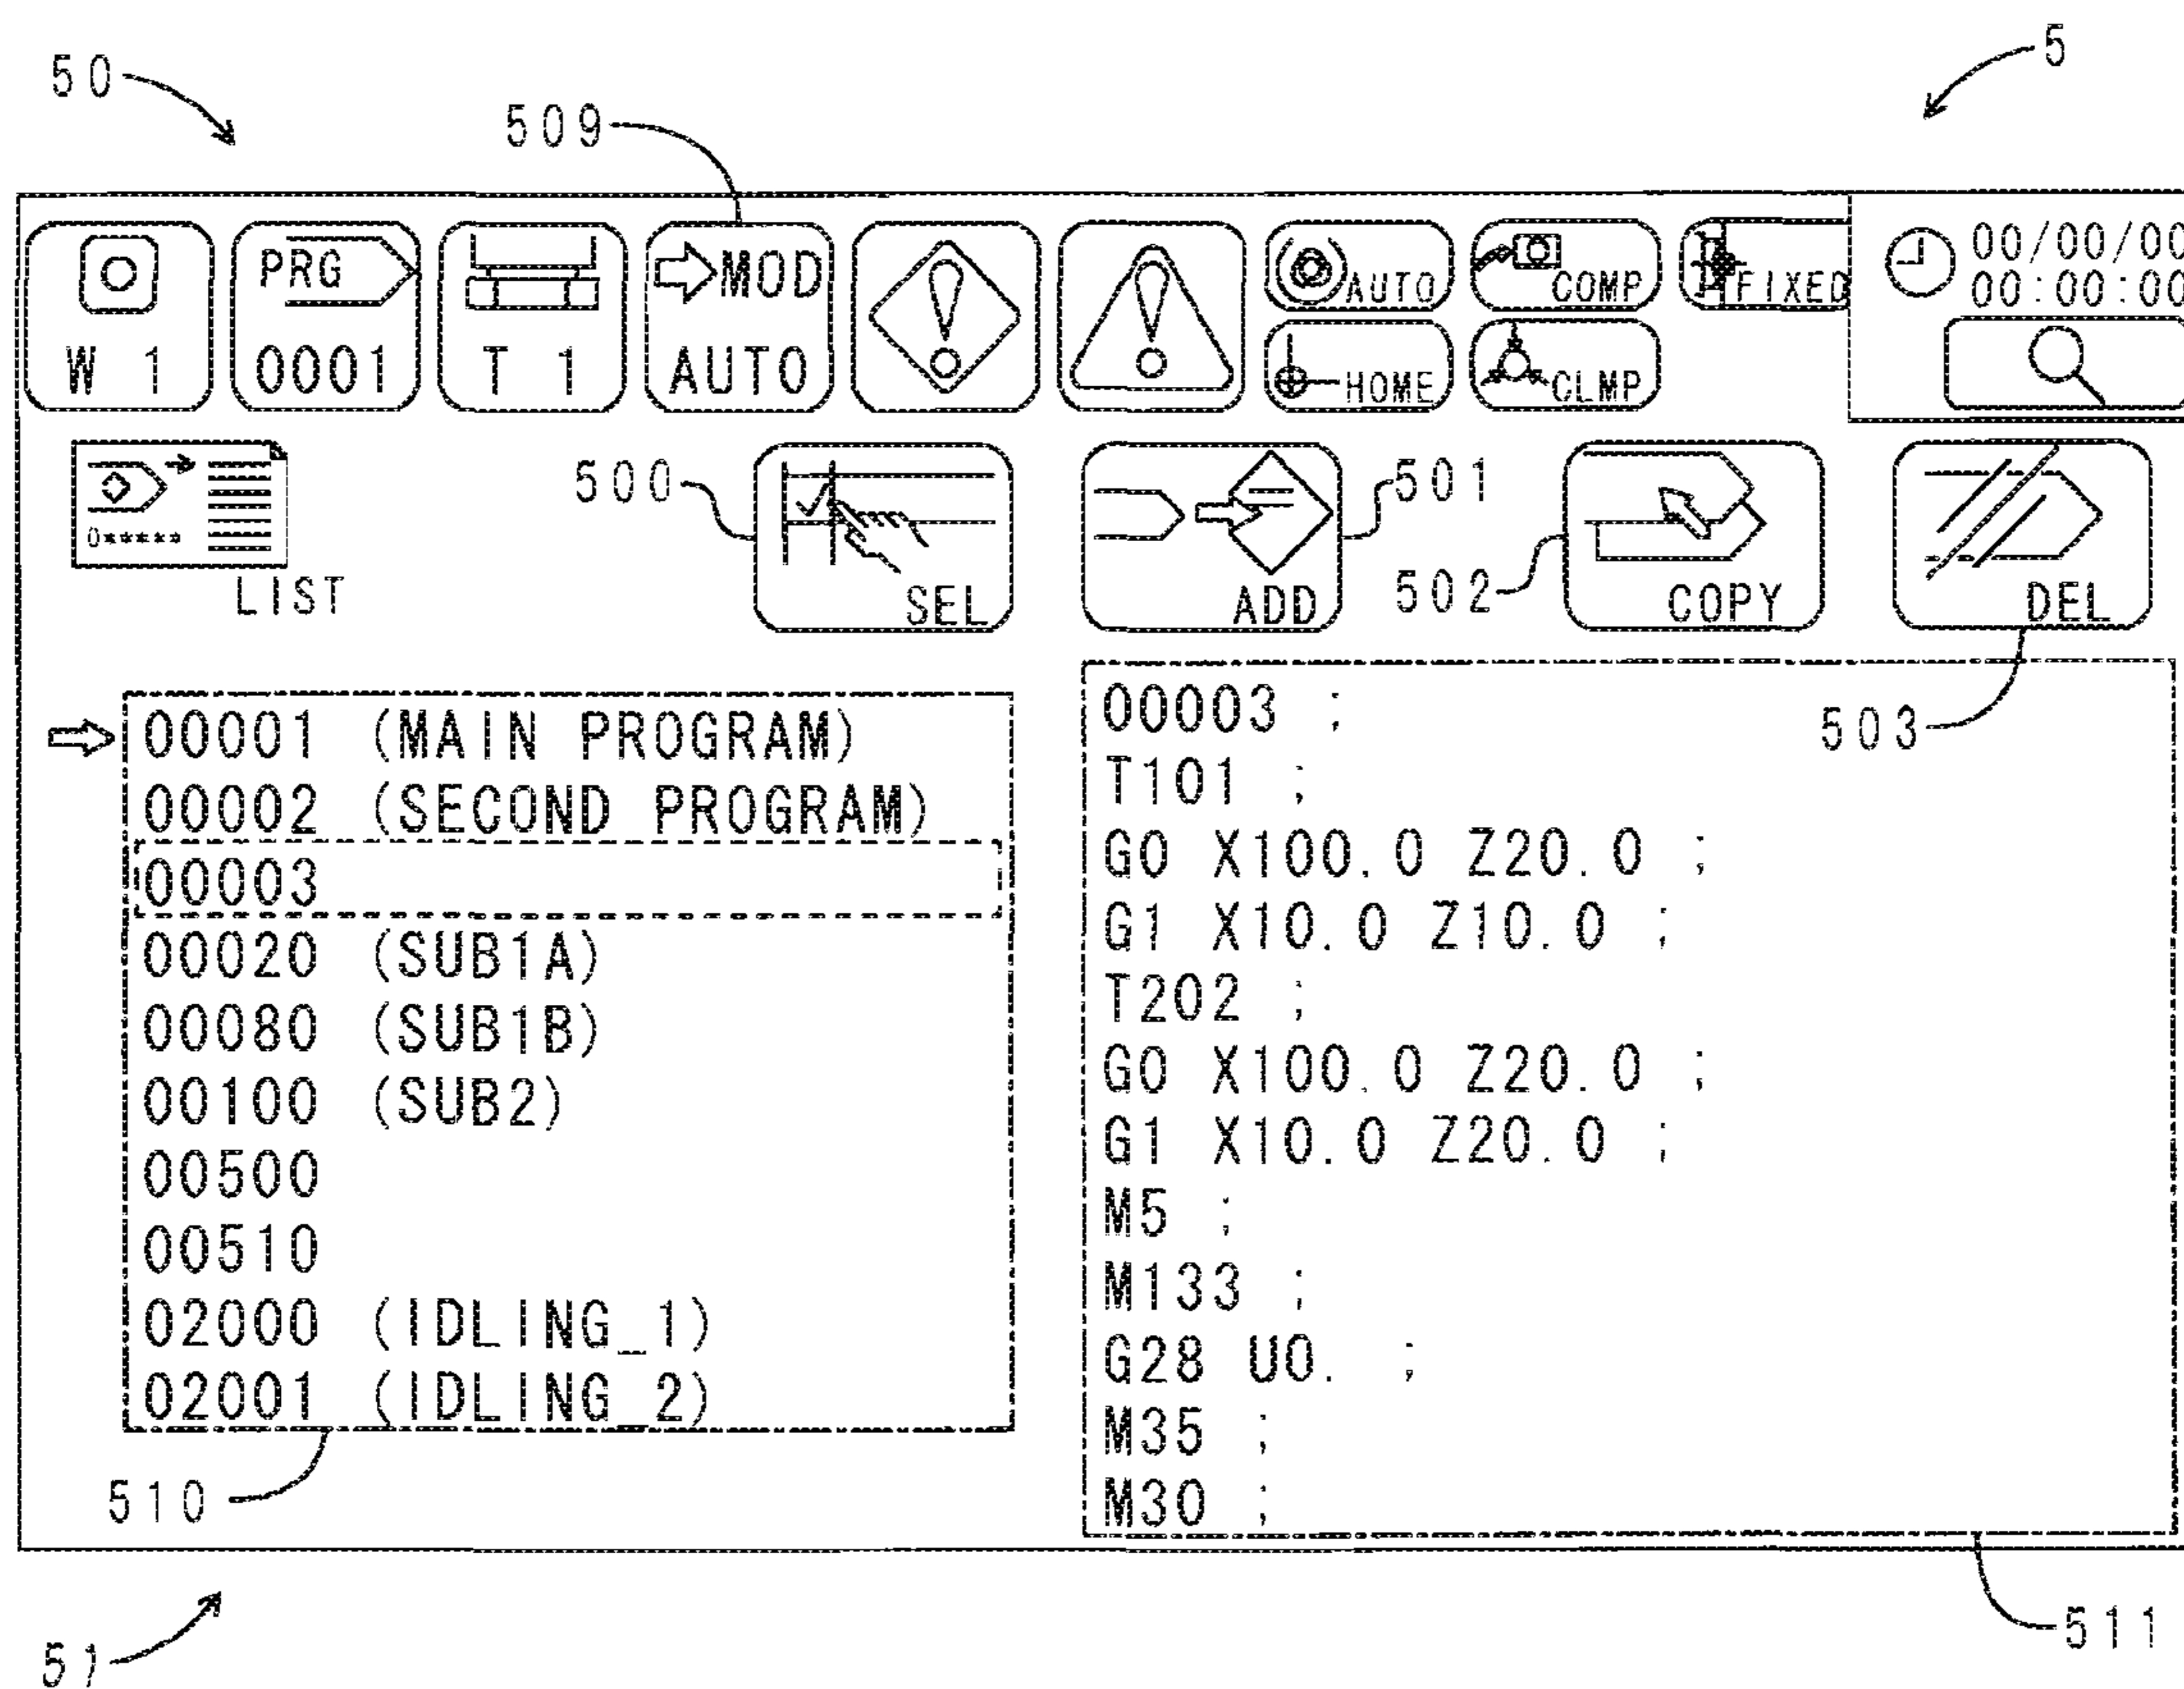 50
5
509
W 1
PRG
0001
T 1
MOD
AUTO
AUTO
HOME
COMP
CLMP
FIXED
00/00/00
00:00:00
0*****
LIST
500
SEL
ADD
501
502
COPY
DEL
503
00001 (MAIN PROGRAM)
00002 (SECOND PROGRAM)
00003
00020 (SUB1A)
00080 (SUB1B)
00100 (SUB2)
00500
00510
02000 (IDLING_1)
02001 (IDLING_2)
510
00003 ;
T101 ;
G0 X100.0 Z20.0 ;
G1 X10.0 Z10.0 ;
T202 ;
G0 X100.0 Z20.0 ;
G1 X10.0 Z20.0 ;
M5 ;
M133 ;
G28 U0. ;
M35 ;
M30 ;
511
51